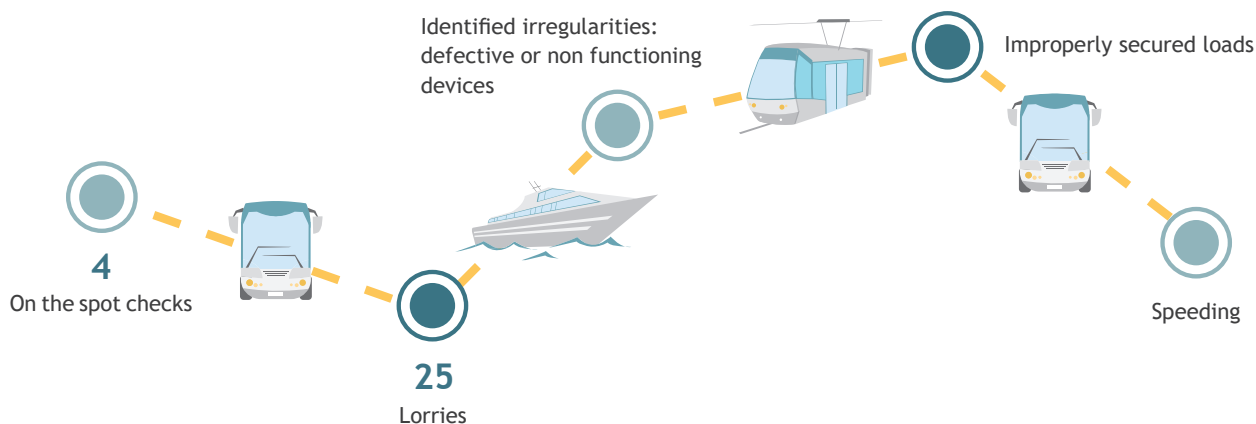 4
On the spot checks
25
Lorries
Identified irregularities:
defective or non functioning
devices
Improperly secured loads
Speeding